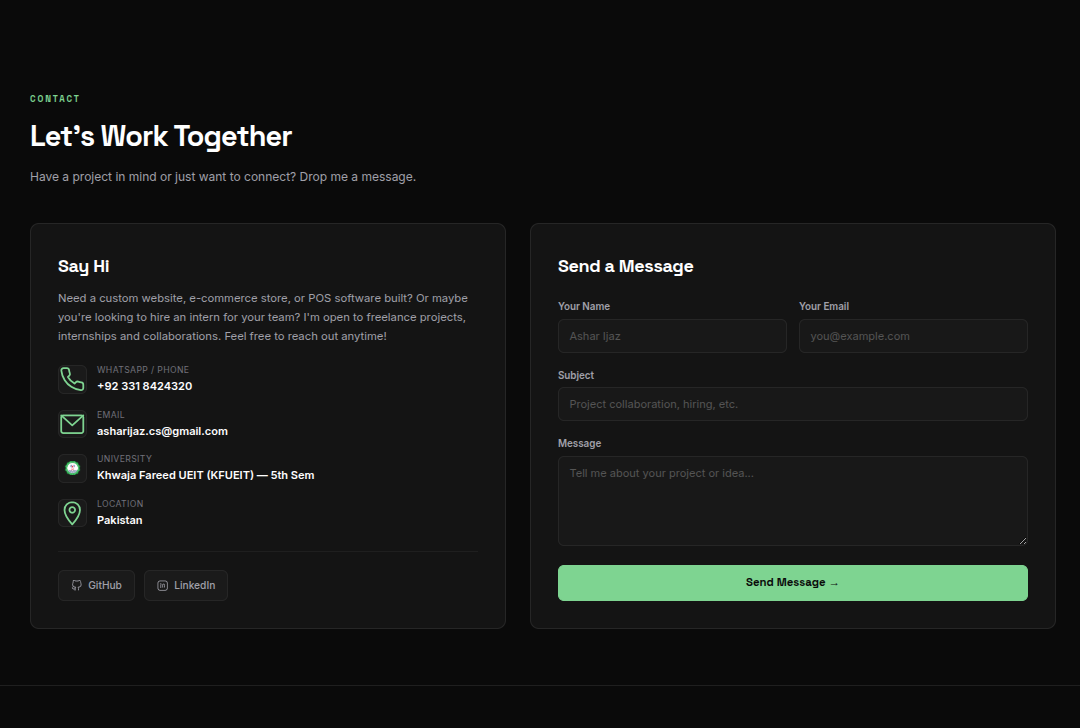 CONTACT
Let’s Work Together
Have a project in mind or just want to connect? Drop me a message.
Say Hi
Need a custom website, e-commerce store, or POS software built? Or maybe
you're looking to hire an intern for your team? I'm open to freelance projects,
internships and collaborations. Feel free to reach out anytime!
WHATSAPP / PHONE
+92 331 8424320
EMAIL
asharijaz.cs@gmail.com
UNIVERSITY
Khwaja Fareed UEIT (KFUEIT) — 5th Sem
LOCATION
Pakistan
GitHub
LinkedIn
Send a Message
Your Name
Your Email
Ashar Ijaz
you@example.com
Subject
Project collaboration, hiring, etc.
Message
Tell me about your project or idea...
Send Message →